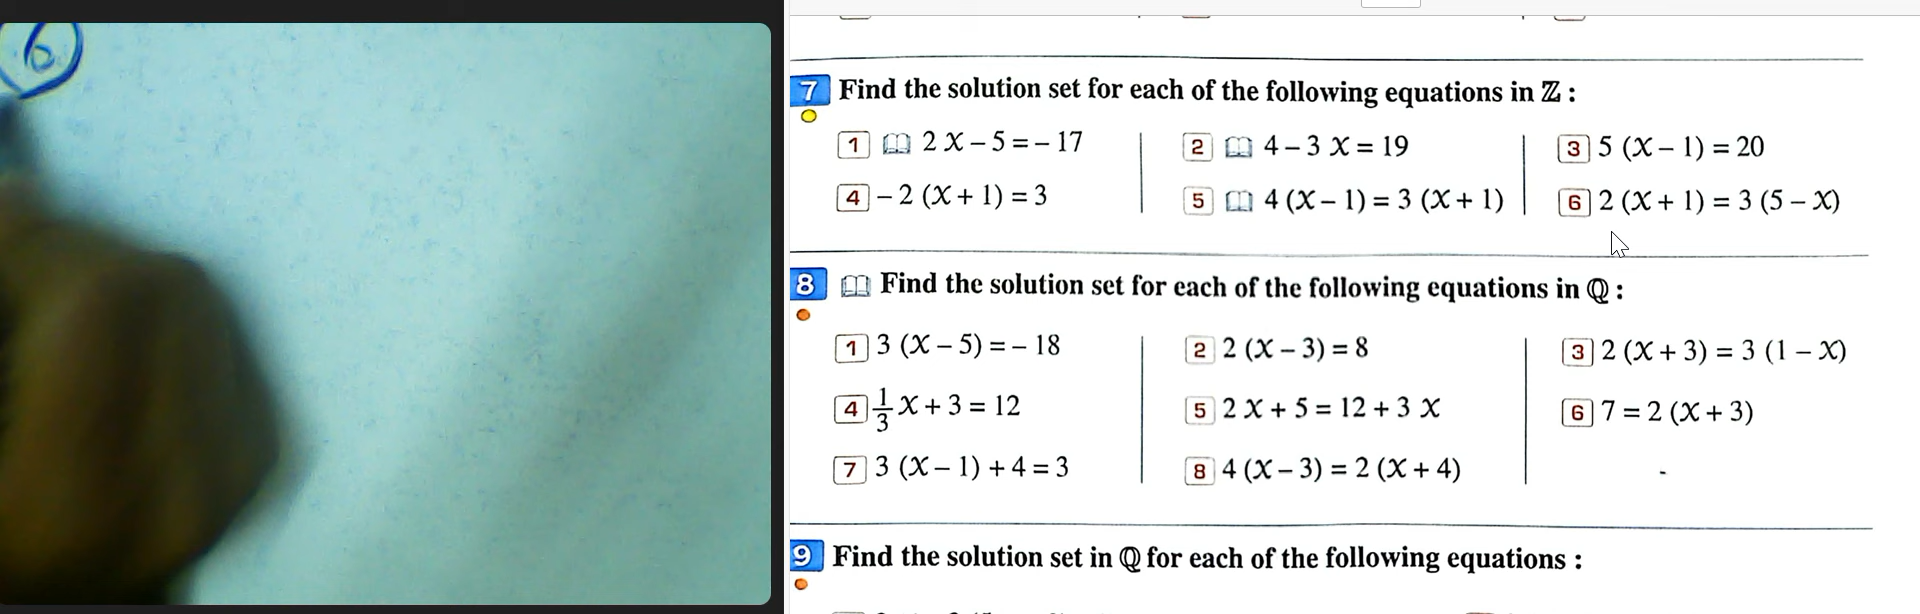 6
7 Find the solution set for each of the following equations in ℤ :
1 2 X – 5 = – 17
2 4 – 3 X = 19
3 5 (X – 1) = 20
4 – 2 (X + 1) = 3
5 4 (X – 1) = 3 (X + 1)
6 2 (X + 1) = 3 (5 – X)
8 Find the solution set for each of the following equations in ℚ :
1 3 (X – 5) = – 18
2 2 (X – 3) = 8
3 2 (X + 3) = 3 (1 – X)
4 1/3 X + 3 = 12
5 2 X + 5 = 12 + 3 X
6 7 = 2 (X + 3)
7 3 (X – 1) + 4 = 3
8 4 (X – 3) = 2 (X + 4)
9 Find the solution set in ℚ for each of the following equations :